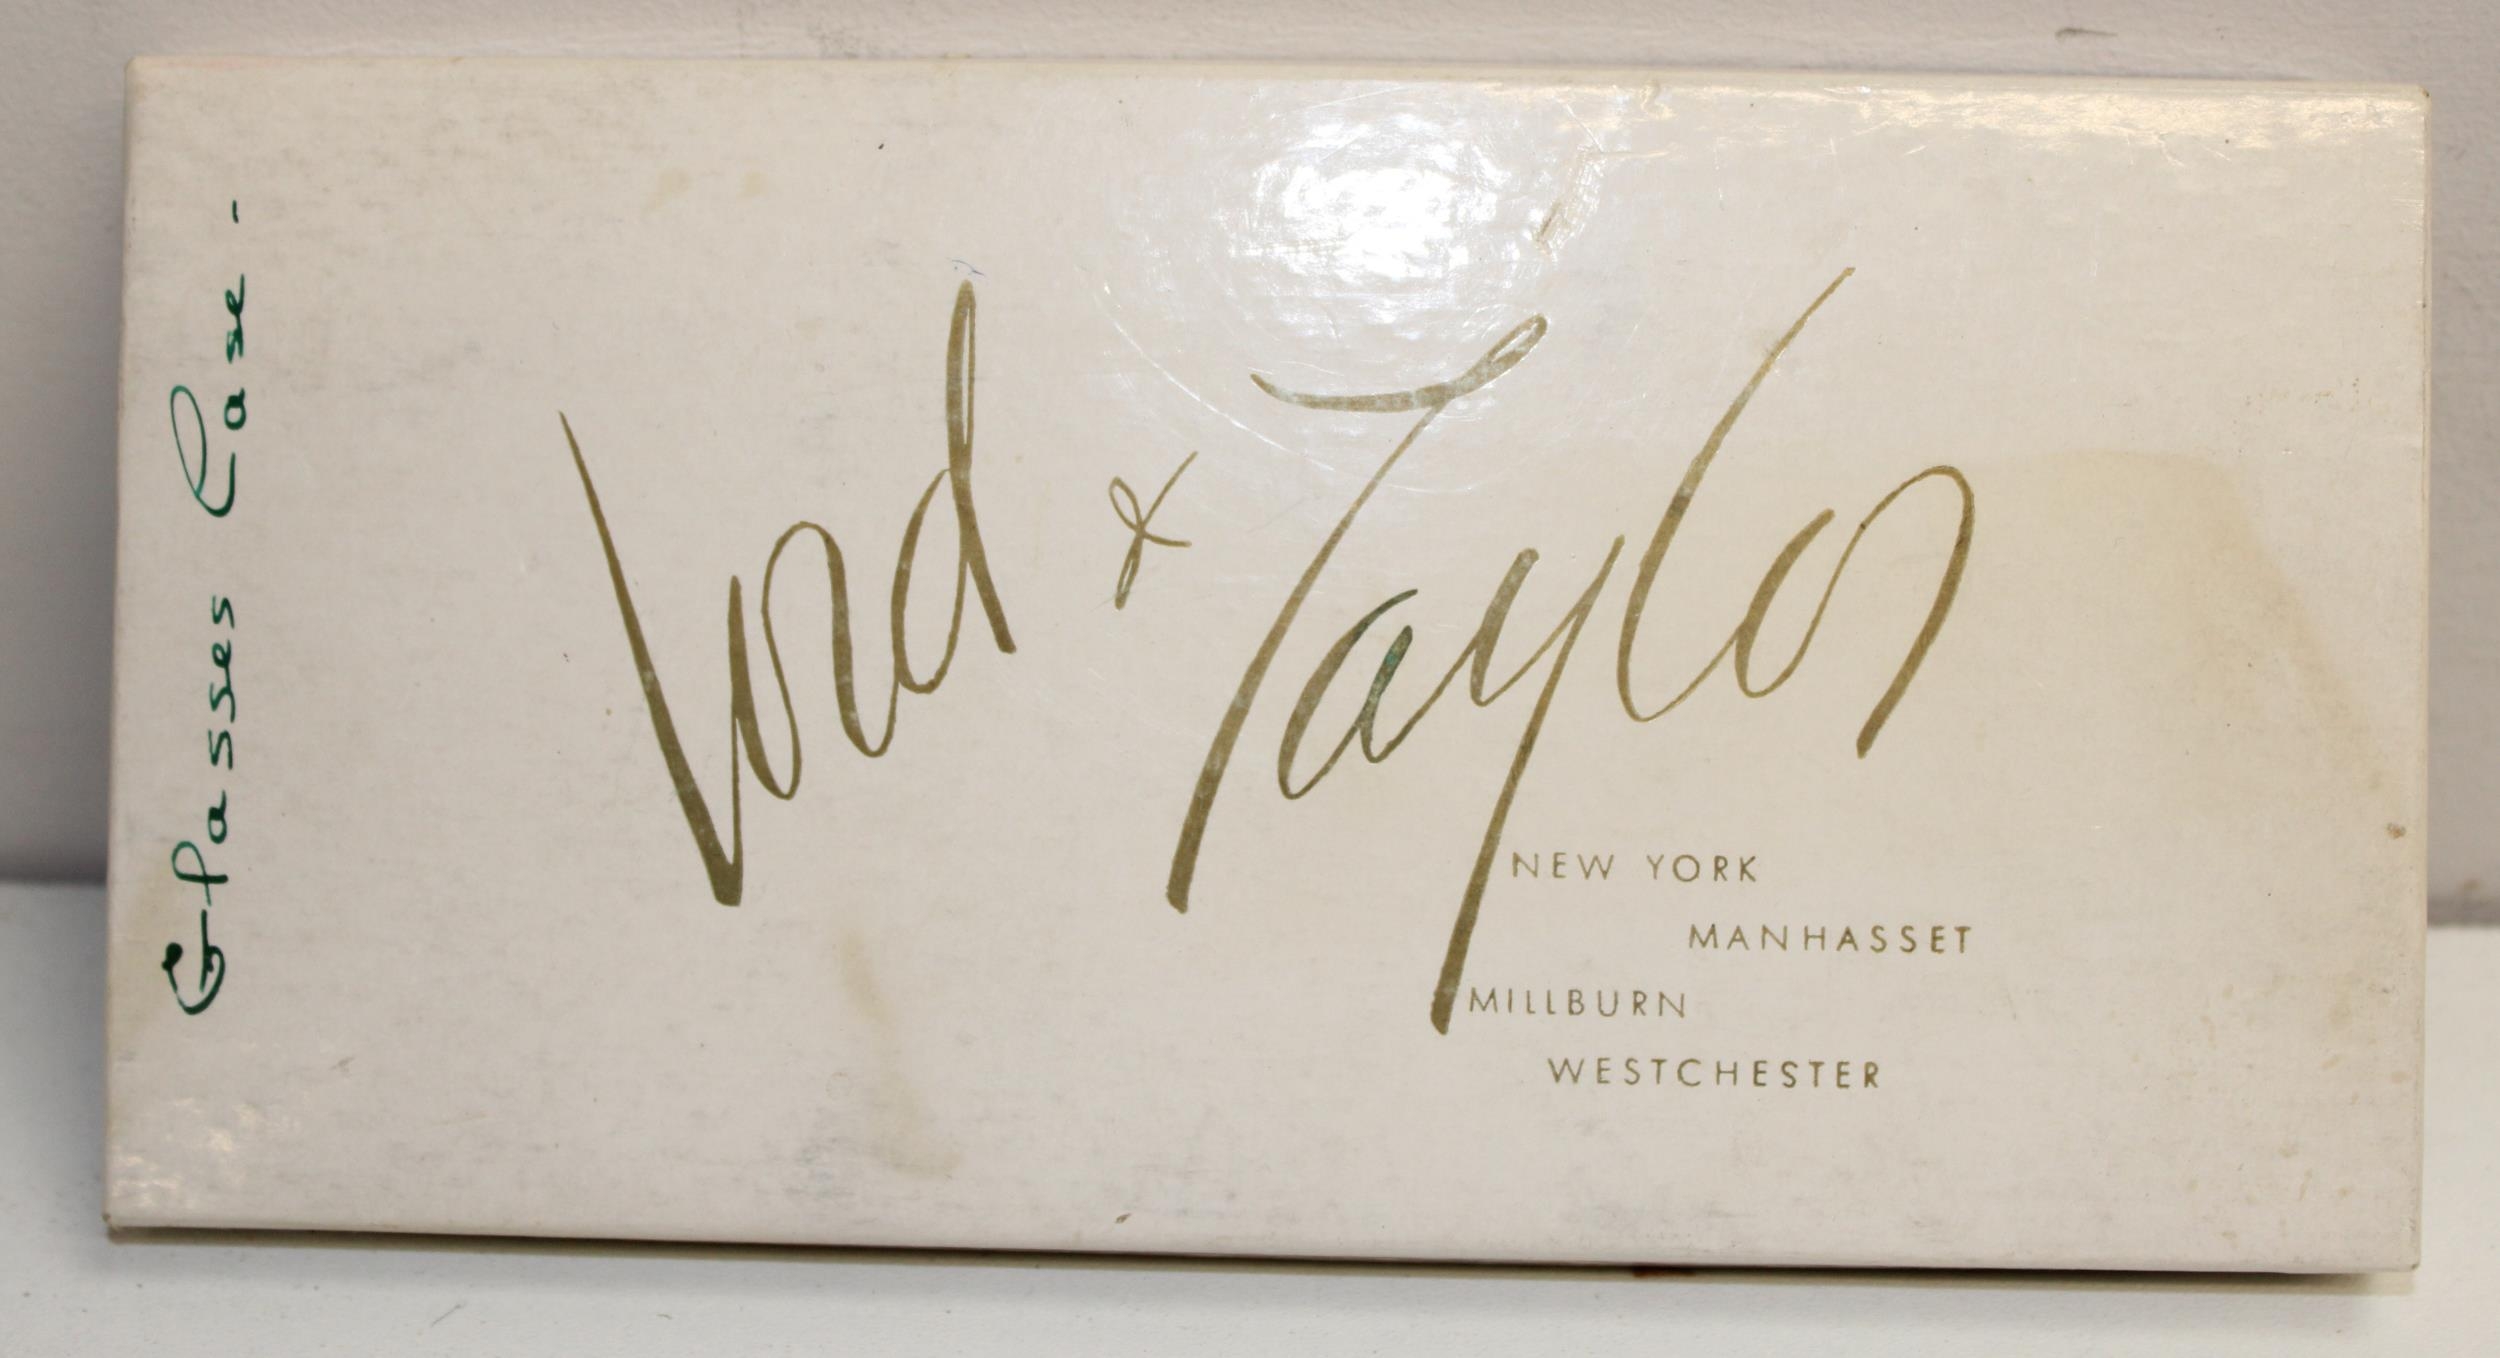 Glasses Case -
Lord & Taylor
NEW YORK
MANHASSET
MILLBURN
WESTCHESTER